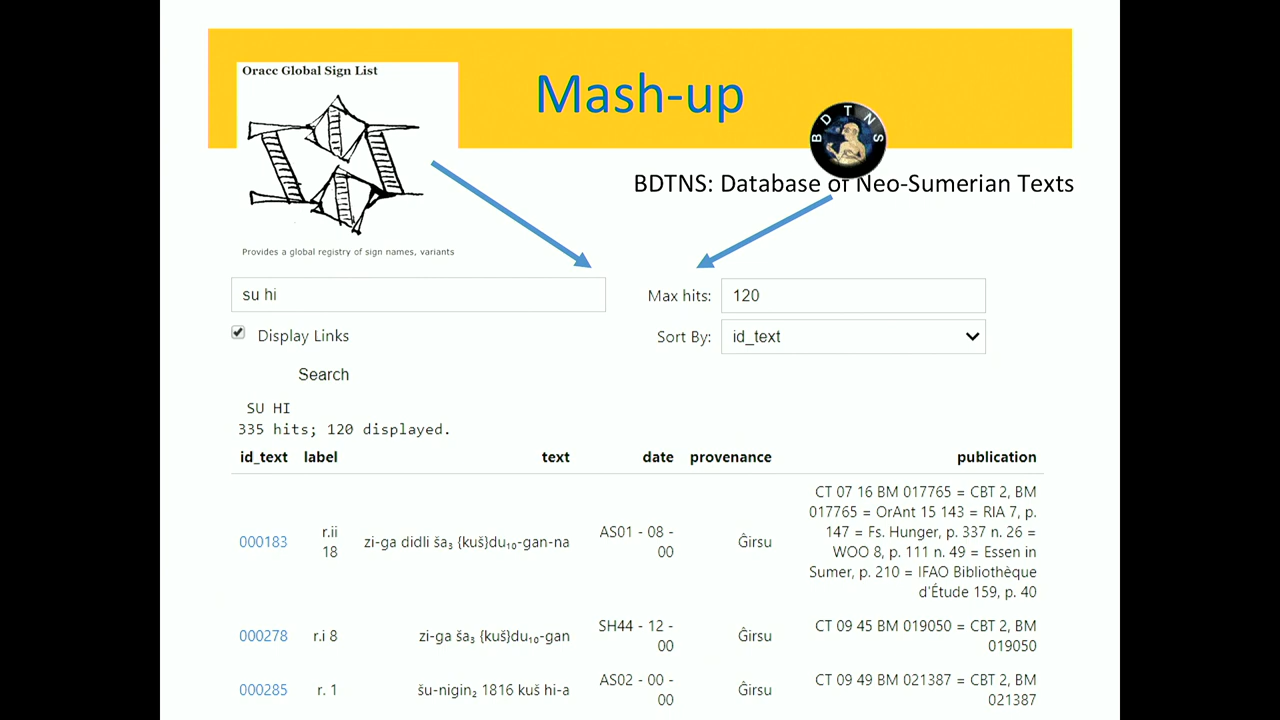 Oracc Global Sign List
Mash-up
BDTNS
BDTNS: Database of Neo-Sumerian Texts
Provides a global registry of sign names, variants
su hi
Max hits: 120
Display Links
Sort By: id_text
Search
SU HI
335 hits; 120 displayed.
id_text label text date provenance publication
000183 r.ii 18 zi-ga didli ša₃ {kuš}du₁₀-gan-na AS01 - 08 - 00 Ĝirsu CT 07 16 BM 017765 = CBT 2, BM
017765 = OrAnt 15 143 = RIA 7, p.
147 = Fs. Hunger, p. 337 n. 26 =
WOO 8, p. 111 n. 49 = Essen in
Sumer, p. 210 = IFAO Bibliothèque
d'Étude 159, p. 40
000278 r.i 8 zi-ga ša₃ {kuš}du₁₀-gan SH44 - 12 - 00 Ĝirsu CT 09 45 BM 019050 = CBT 2, BM
019050
000285 r. 1 šu-nigin₂ 1816 kuš hi-a AS02 - 00 - 00 Ĝirsu CT 09 49 BM 021387 = CBT 2, BM
021387